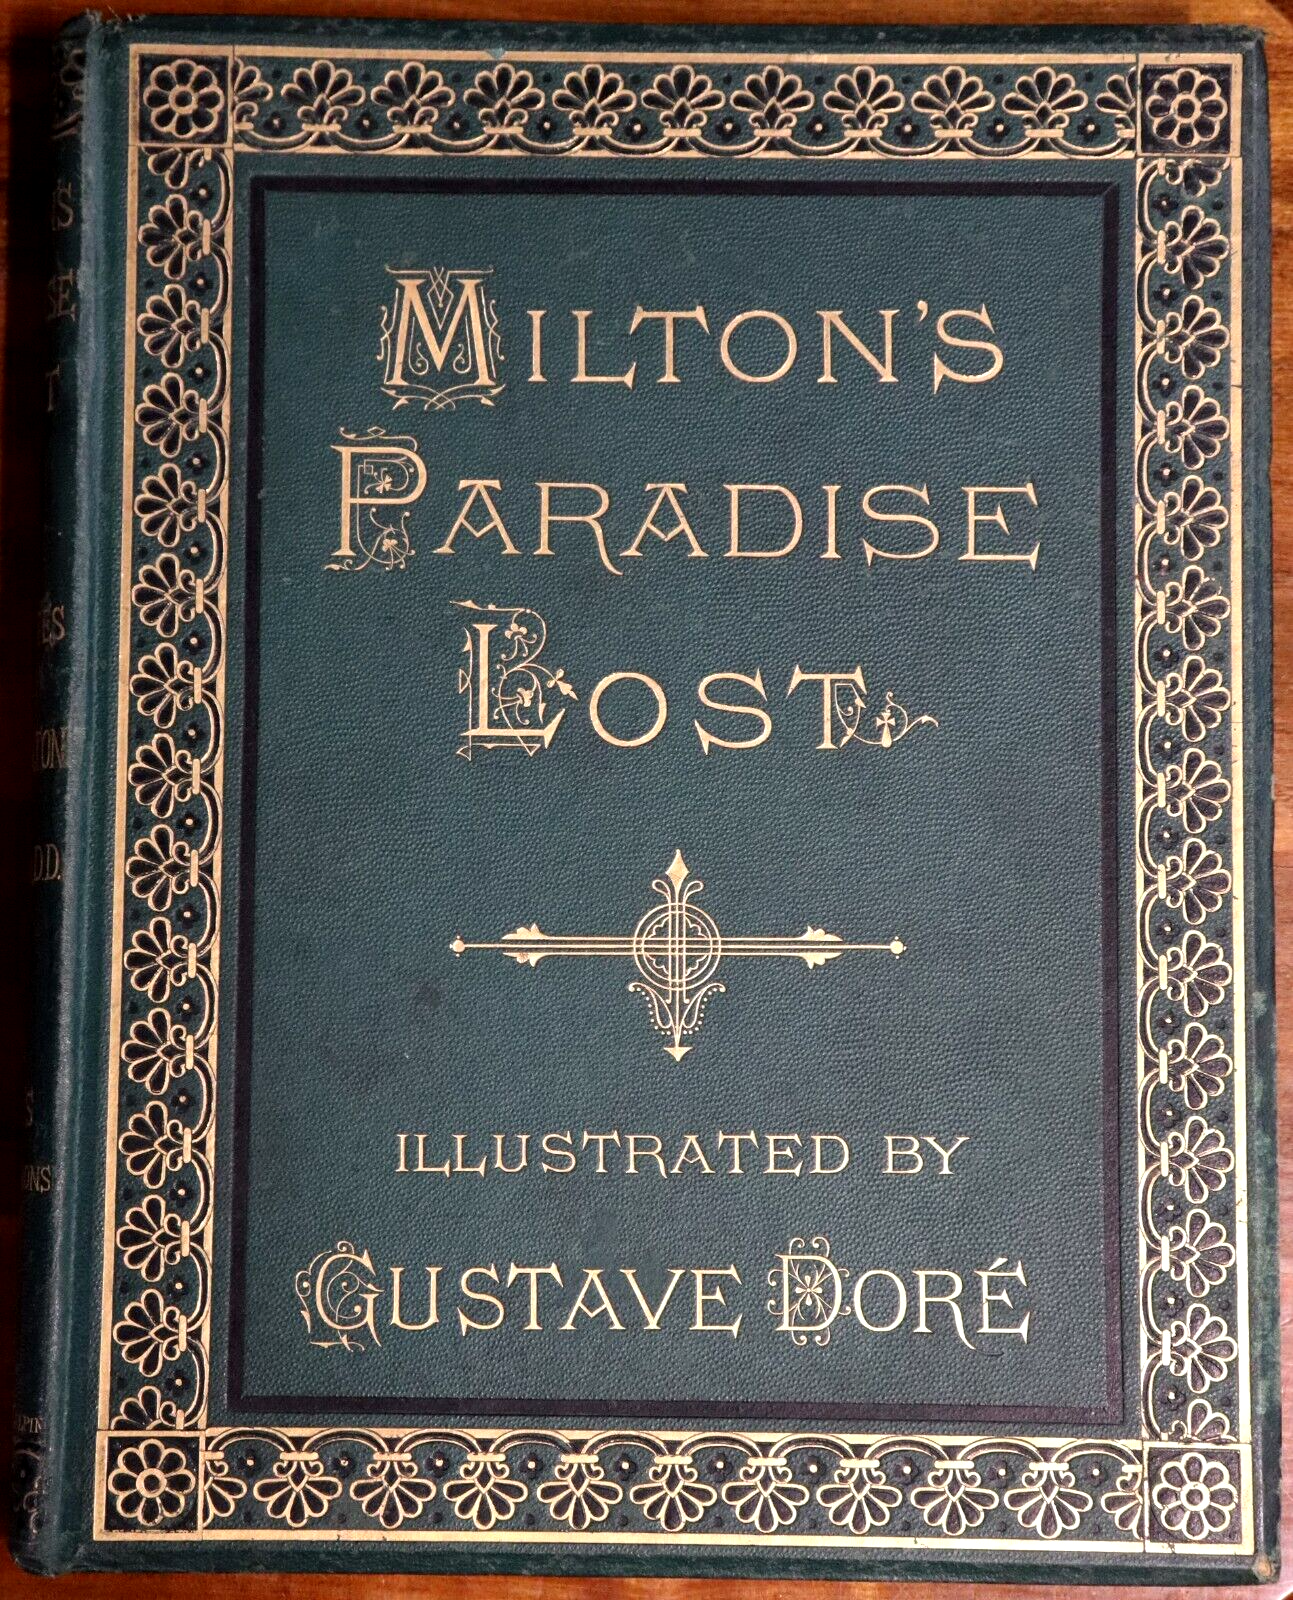 MILTON'S
PARADISE
LOST
ILLUSTRATED BY
GUSTAVE DORÉ